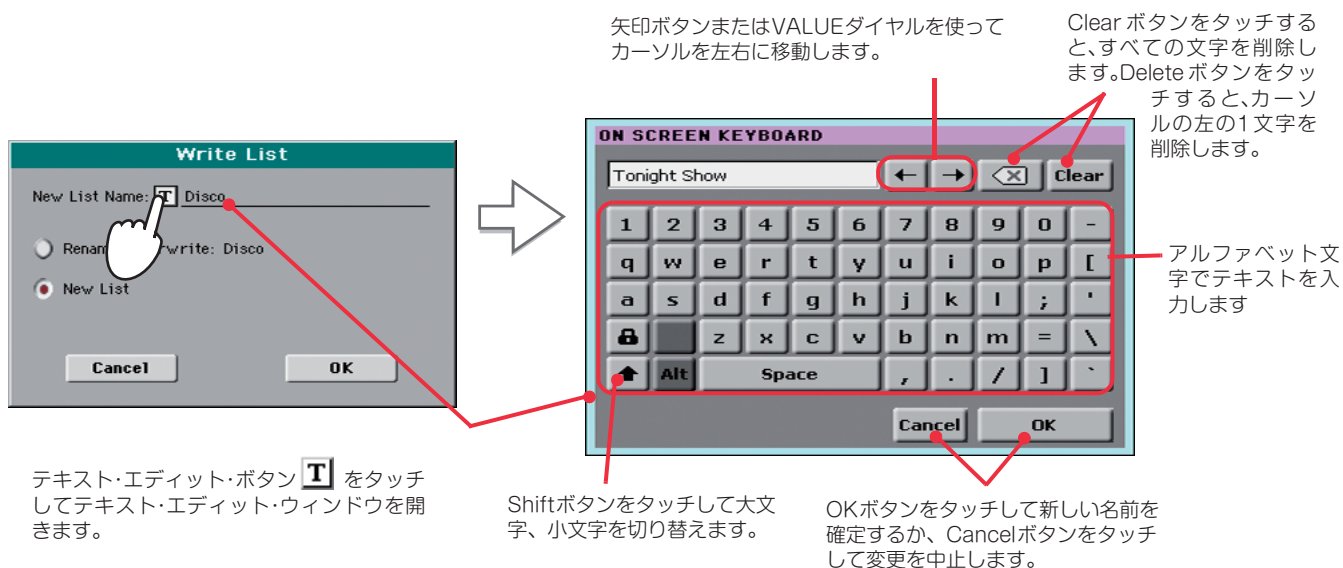 矢印ボタンまたはVALUEダイヤルを使って
カーソルを左右に移動します。
Clear ボタンをタッチする
と、すべての文字を削除し
ます。Delete ボタンをタッ
チすると、カーソ
ルの左の1文字を
削除します。
Write List
New List Name: T Disco
Disco
New List
Cancel OK
ON SCREEN KEYBOARD
Tonight Show ← → Clear
1 2 3 4 5 6 7 8 9 0 -
q w e r t y u i o p [
a s d f g h j k l ; '
z x c v b n m = \
Alt Space , . / ] `
Cancel OK
アルファベット文
字でテキストを入
力します
テキスト・エディット・ボタン T をタッチ
してテキスト・エディット・ウィンドウを開
きます。
Shiftボタンをタッチして大文
字、小文字を切り替えます。
OKボタンをタッチして新しい名前を
確定するか、Cancelボタンをタッチ
して変更を中止します。